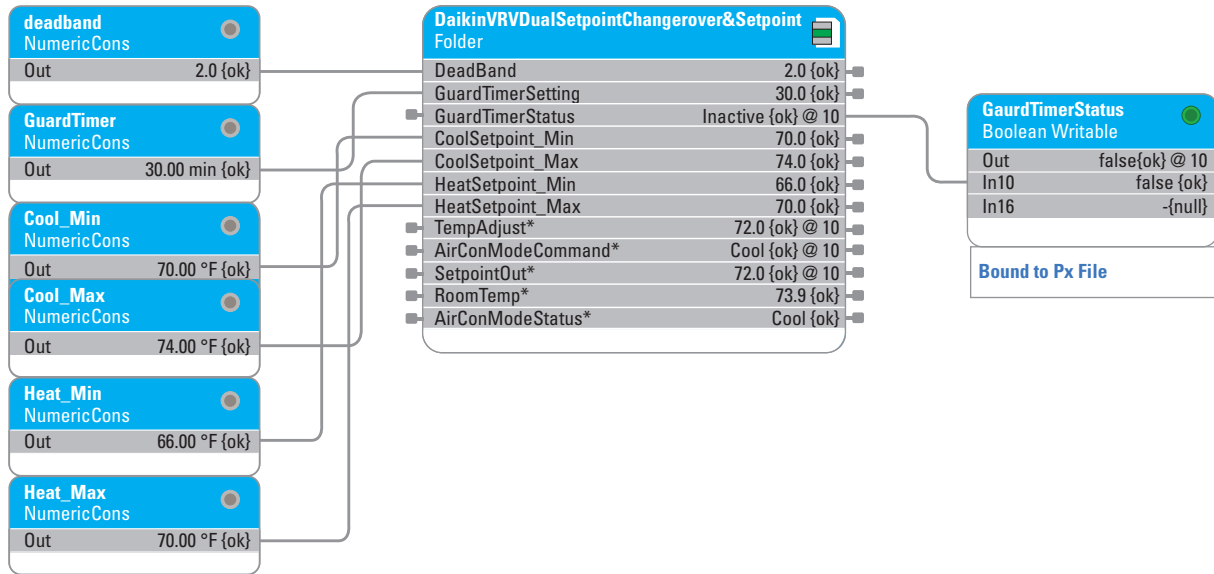 deadband
NumericCons
Out 2.0 {ok}
GuardTimer
NumericCons
Out 30.00 min {ok}
Cool_Min
NumericCons
Out 70.00 °F {ok}
Cool_Max
NumericCons
Out 74.00 °F {ok}
Heat_Min
NumericCons
Out 66.00 °F {ok}
Heat_Max
NumericCons
Out 70.00 °F {ok}
DaikinVRVDualSetpointChangerover&Setpoint
Folder
DeadBand 2.0 {ok}
GuardTimerSetting 30.0 {ok}
GuardTimerStatus Inactive {ok} @ 10
CoolSetpoint_Min 70.0 {ok}
CoolSetpoint_Max 74.0 {ok}
HeatSetpoint_Min 66.0 {ok}
HeatSetpoint_Max 70.0 {ok}
TempAdjust* 72.0 {ok} @ 10
AirConModeCommand* Cool {ok} @ 10
SetpointOut* 72.0 {ok} @ 10
RoomTemp* 73.9 {ok}
AirConModeStatus* Cool {ok}
GaurdTimerStatus
Boolean Writable
Out false{ok} @ 10
In10 false {ok}
In16 -{null}
Bound to Px File